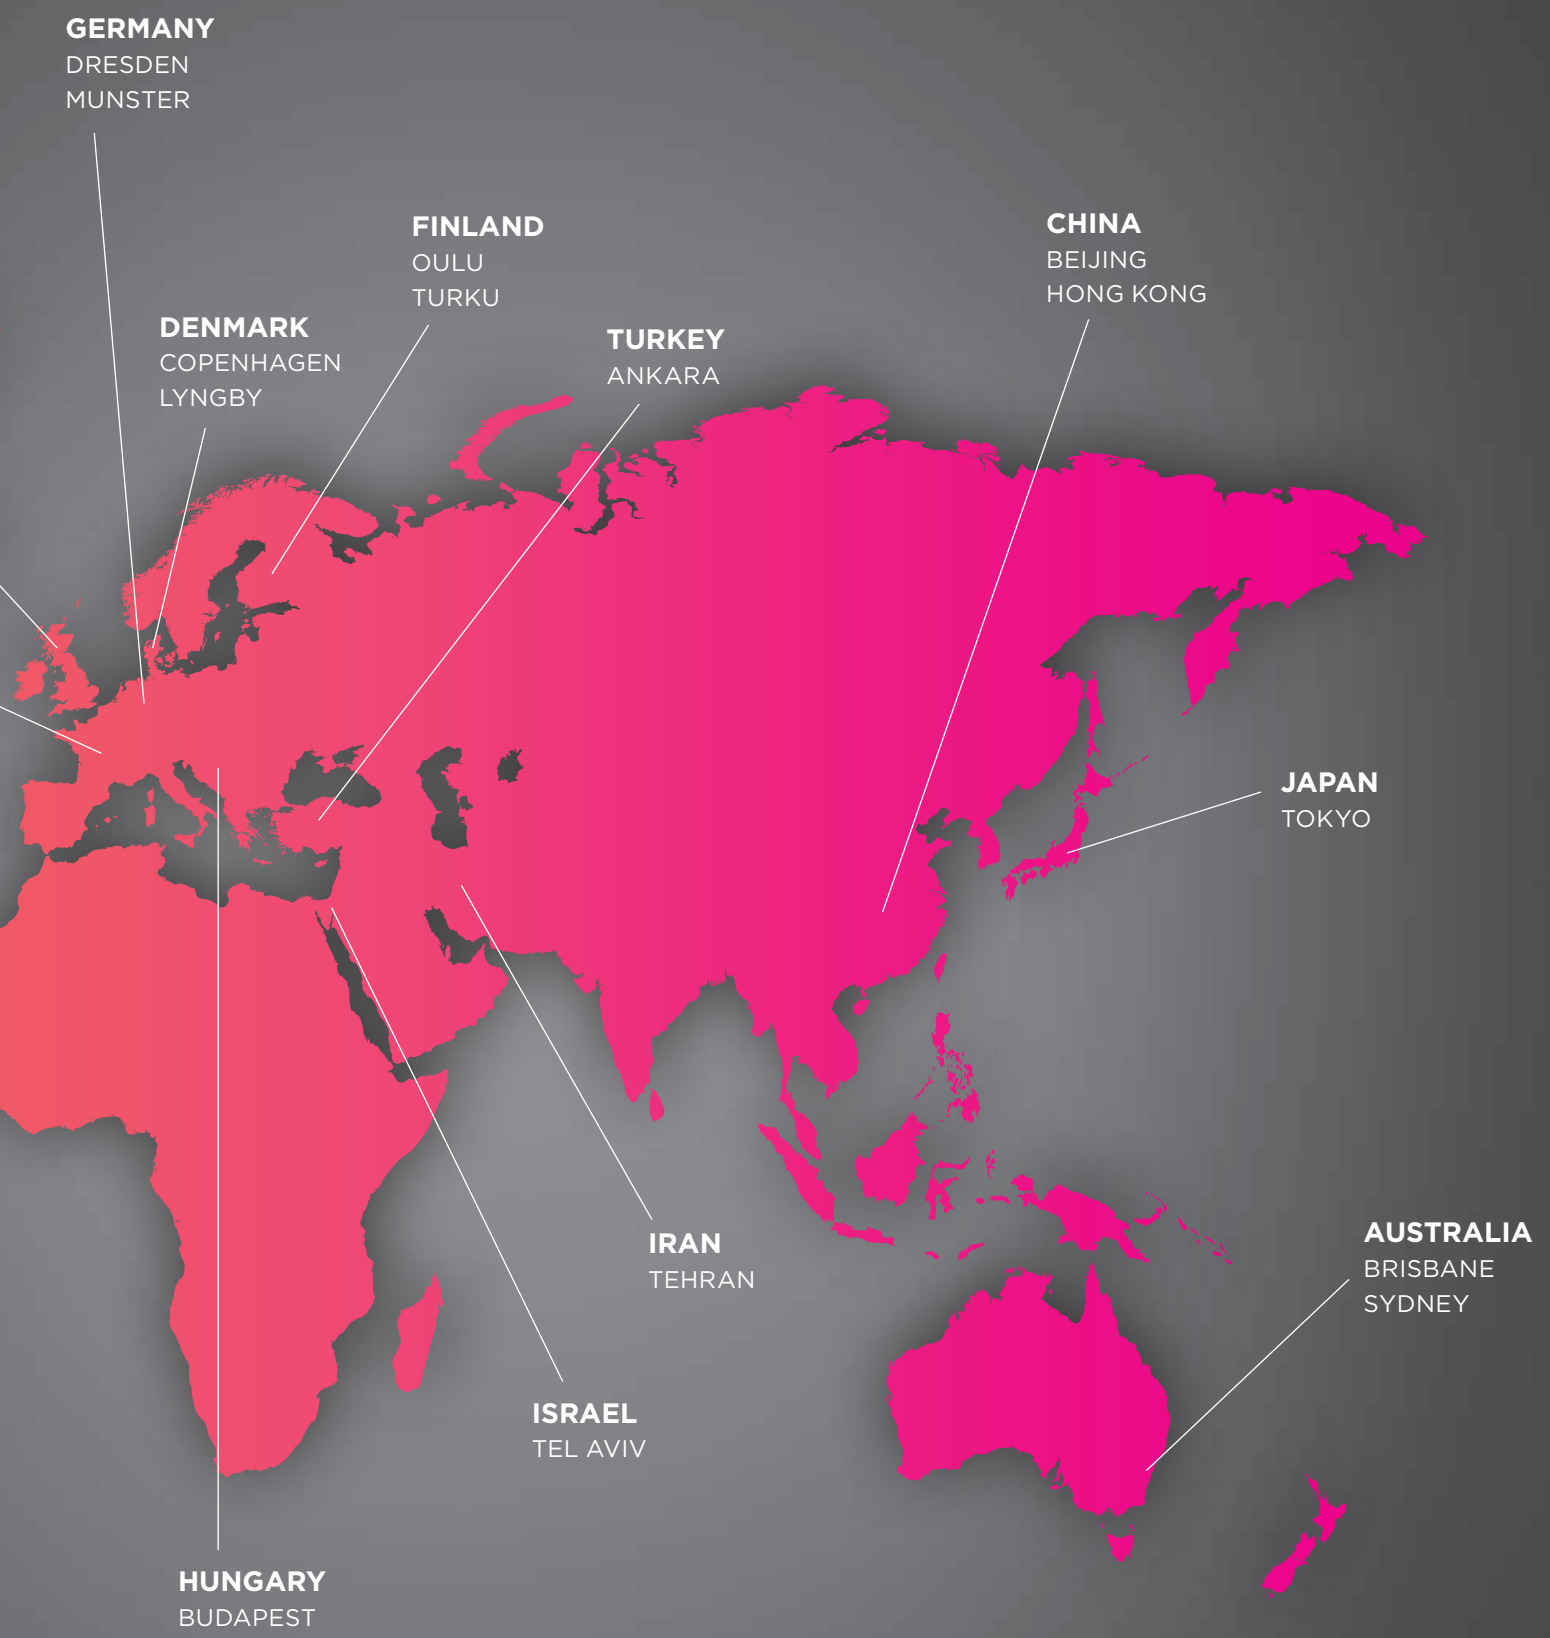 GERMANY
DRESDEN
MUNSTER
FINLAND
OULU
TURKU
CHINA
BEIJING
HONG KONG
DENMARK
COPENHAGEN
LYNGBY
TURKEY
ANKARA
JAPAN
TOKYO
IRAN
TEHRAN
AUSTRALIA
BRISBANE
SYDNEY
ISRAEL
TEL AVIV
HUNGARY
BUDAPEST